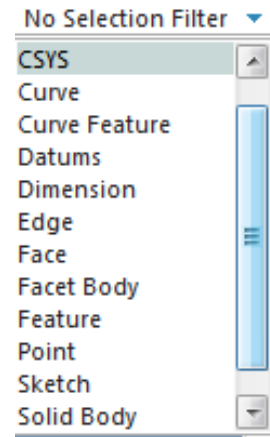 No Selection Filter
CSYS
Curve
Curve Feature
Datums
Dimension
Edge
Face
Facet Body
Feature
Point
Sketch
Solid Body